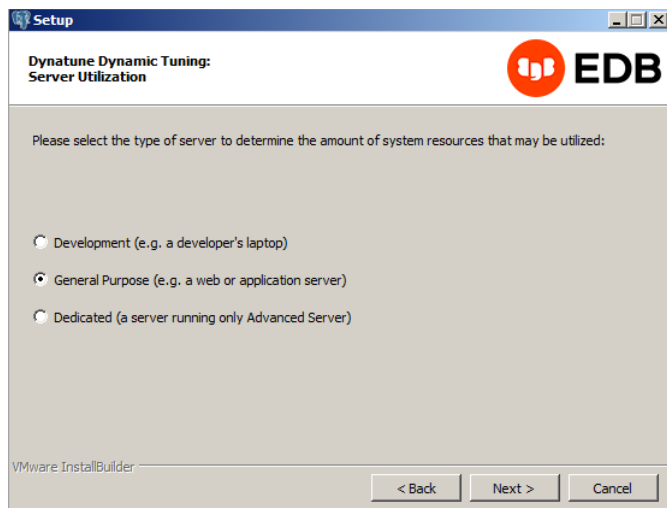 Setup
Dynatune Dynamic Tuning:
Server Utilization
EDB
Please select the type of server to determine the amount of system resources that may be utilized:
Development (e.g. a developer's laptop)
General Purpose (e.g. a web or application server)
Dedicated (a server running only Advanced Server)
VMware InstallBuilder
< Back
Next >
Cancel